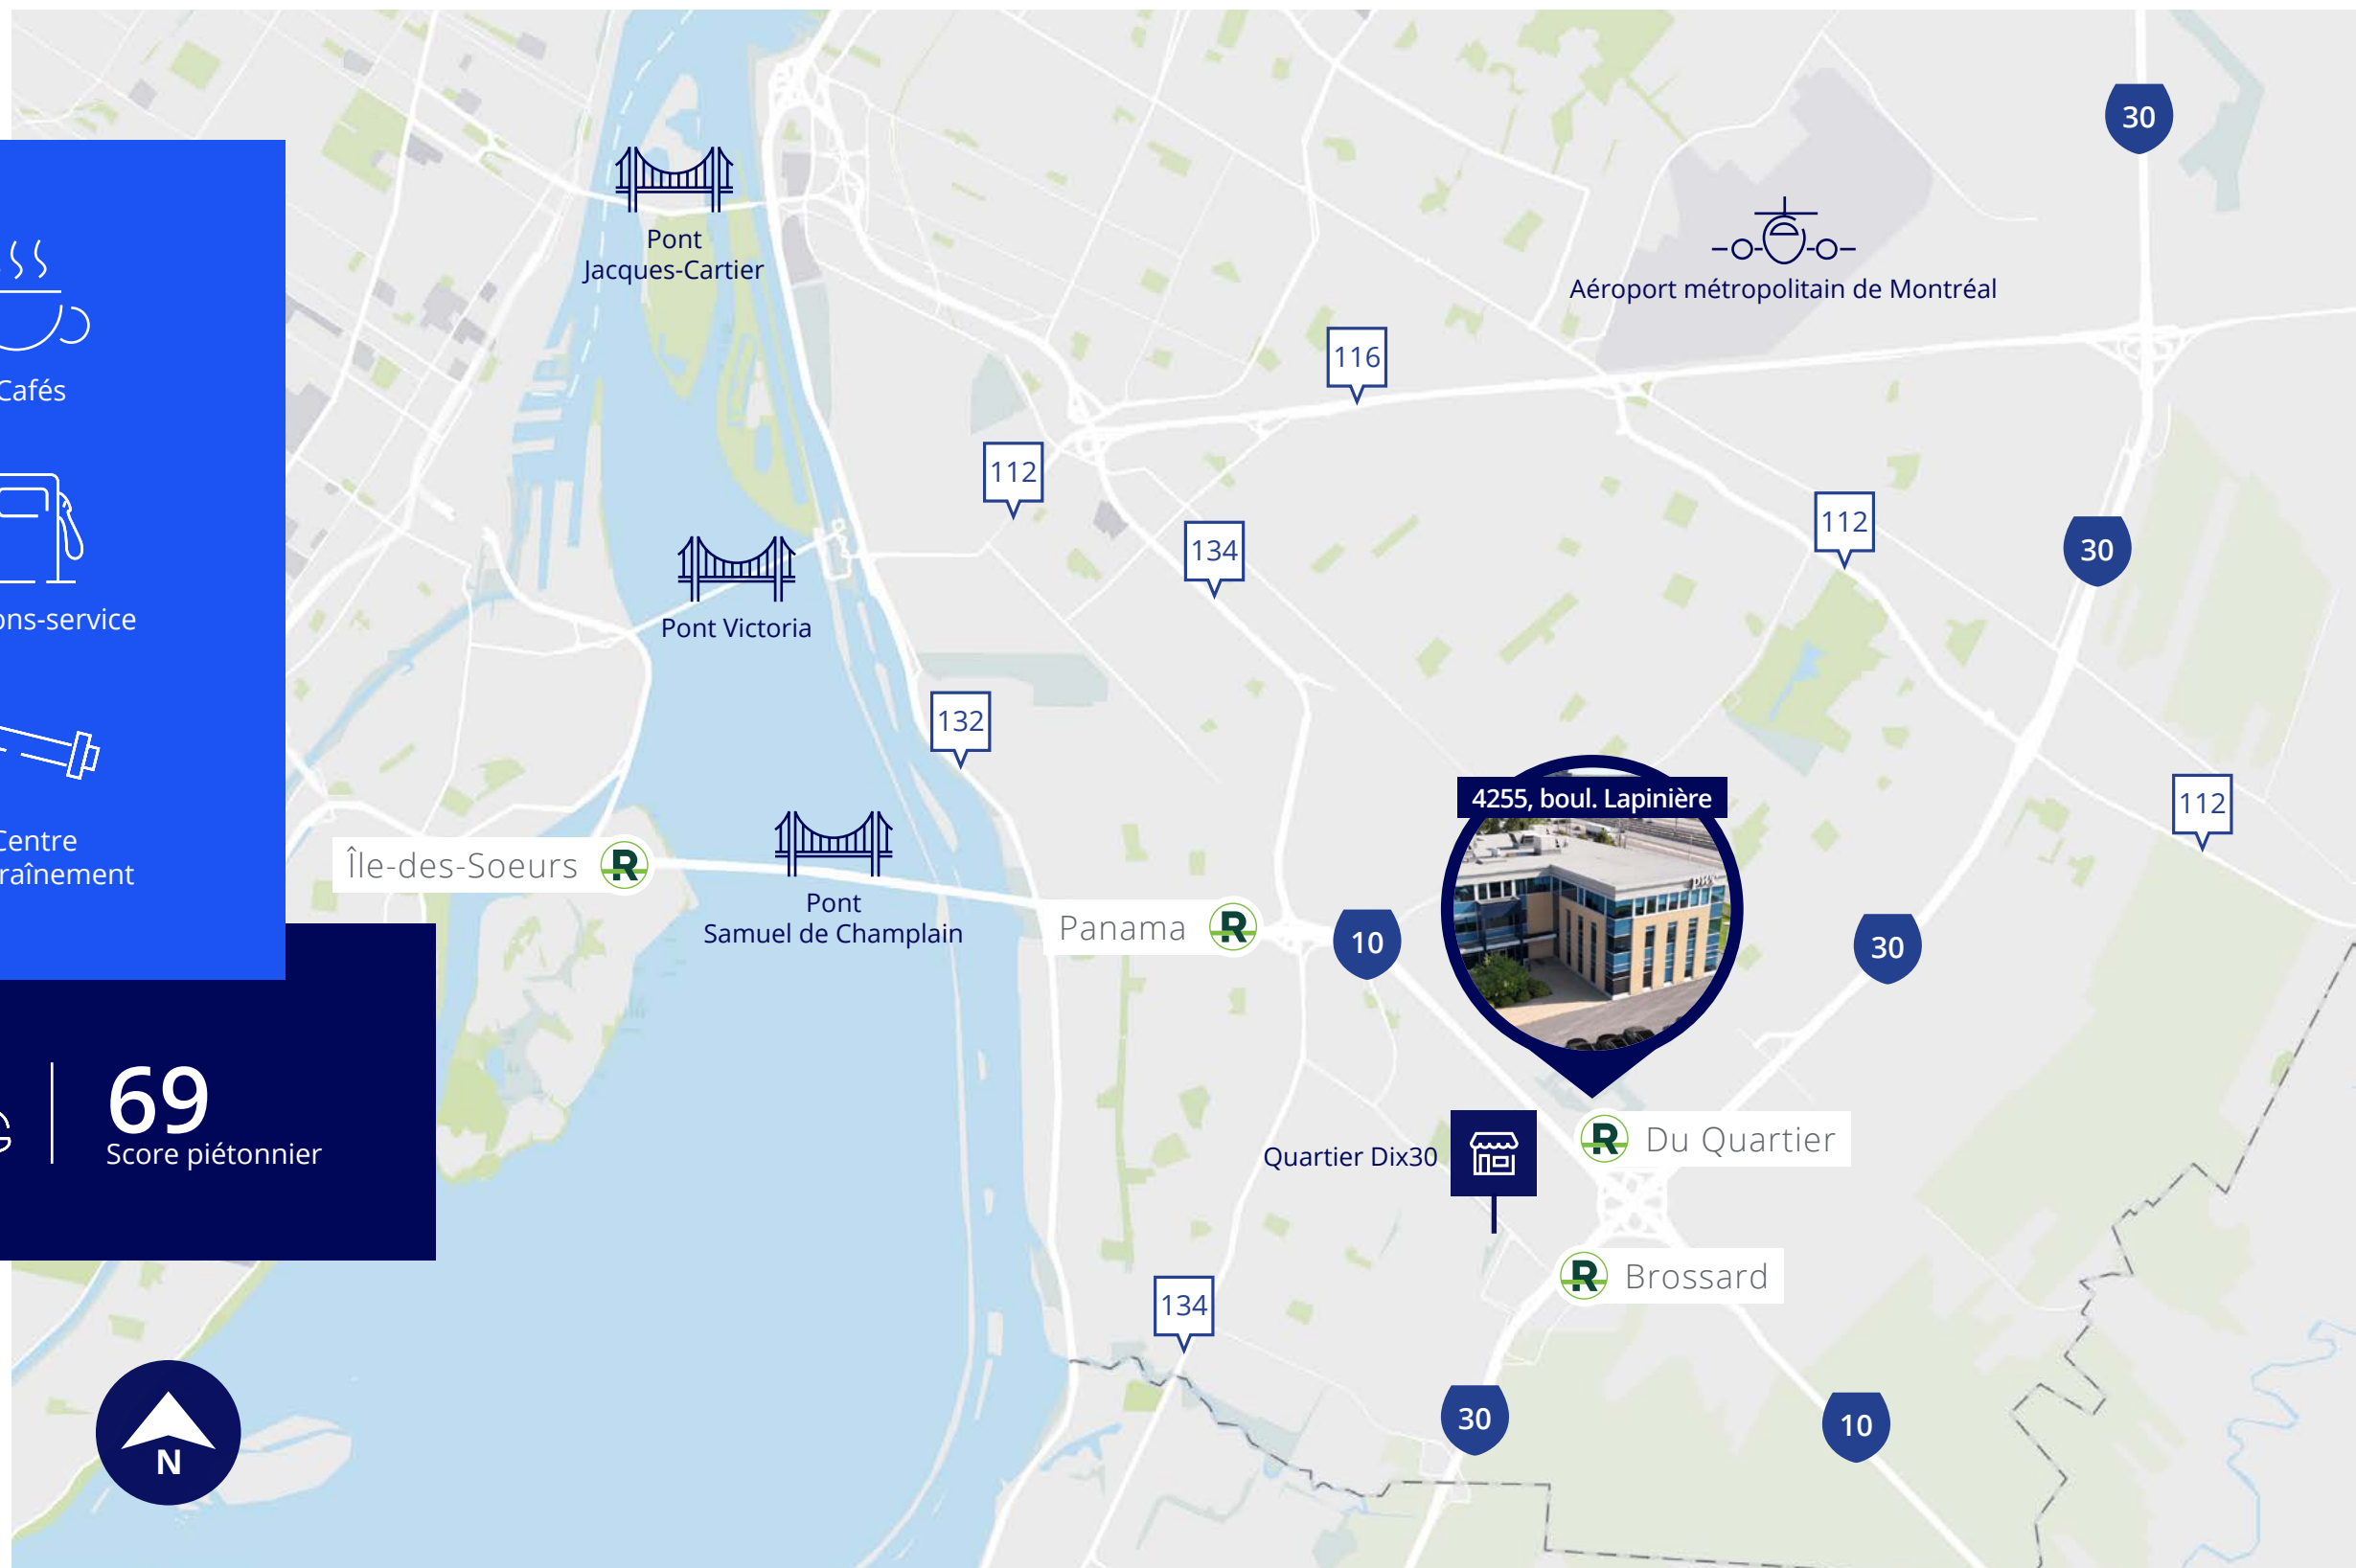 30
Pont
Jacques-Cartier
Aéroport métropolitain de Montréal
116
Cafés
112
112
134
30
Pont Victoria
132
4255, boul. Lapinière
112
Centre
Île-des-Soeurs R
Pont
Samuel de Champlain
Panama R
10
30
69
Score piétonnier
Quartier Dix30
R Du Quartier
R Brossard
134
30
10
N